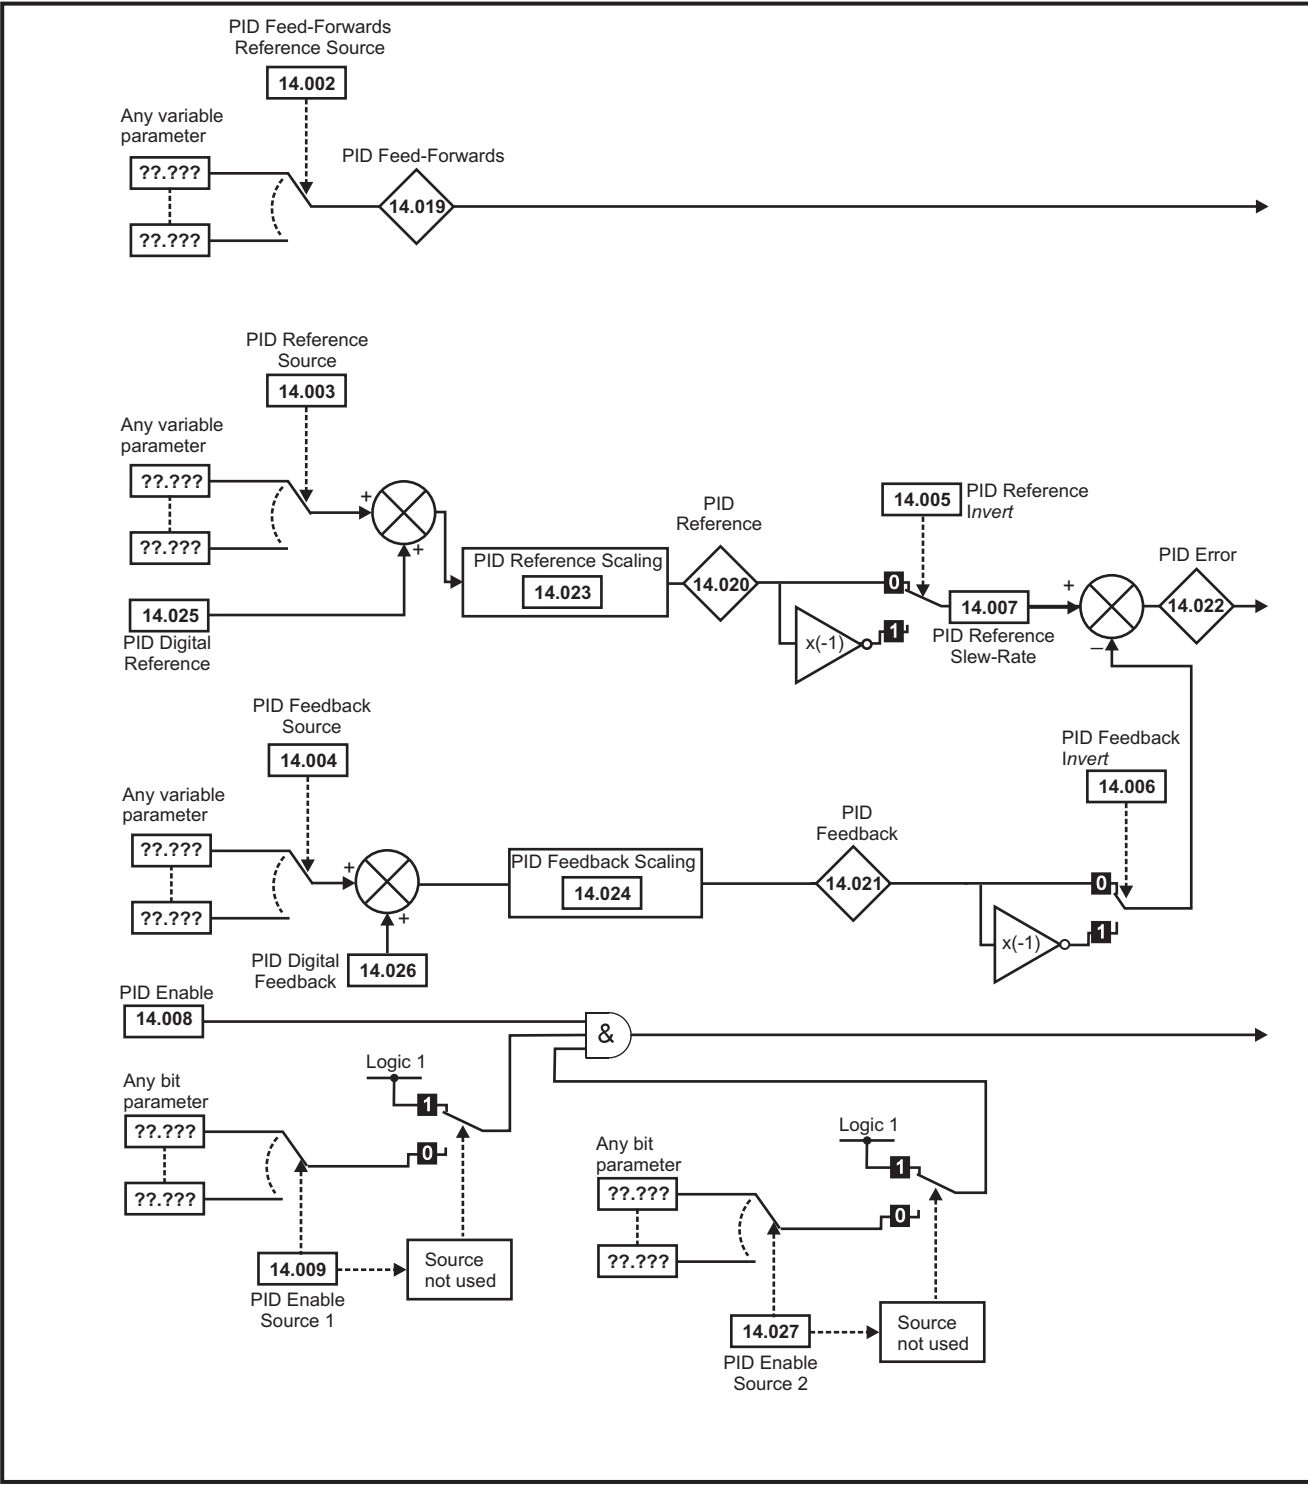 PID Feed-Forwards
Reference Source
14.002
Any variable
parameter
??.???
??.???
PID Feed-Forwards
14.019
PID Reference
Source
14.003
Any variable
parameter
??.???
??.???
+
+
14.025
PID Digital
Reference
PID Reference Scaling
14.023
PID
Reference
14.020
x(-1)
0
1
14.005
PID Reference
Invert
14.007
PID Reference
Slew-Rate
+
–
PID Error
14.022
PID Feedback
Source
14.004
Any variable
parameter
??.???
??.???
+
+
PID Digital
Feedback
14.026
PID Feedback Scaling
14.024
PID
Feedback
14.021
x(-1)
0
1
PID Feedback
Invert
14.006
PID Enable
14.008
&
Any bit
parameter
??.???
??.???
Logic 1
1
0
14.009
PID Enable
Source 1
Source
not used
Any bit
parameter
??.???
??.???
Logic 1
1
0
14.027
PID Enable
Source 2
Source
not used